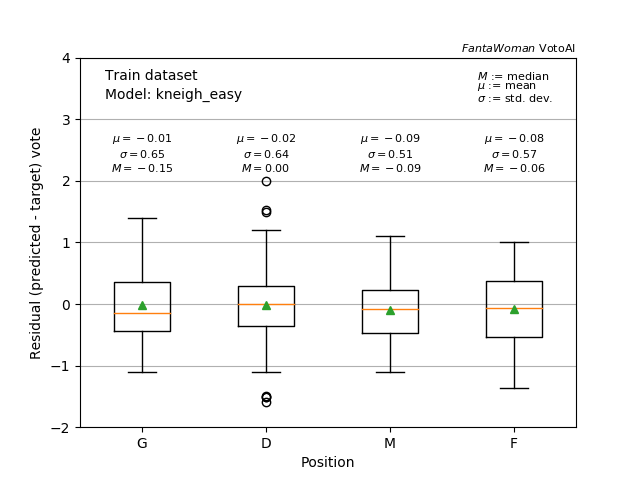 FantaWoman VotoAI
Train dataset
Model: kneigh_easy
M := median
μ := mean
σ := std. dev.
μ = −0.01
σ = 0.65
M = −0.15
μ = −0.02
σ = 0.64
M = 0.00
μ = −0.09
σ = 0.51
M = −0.09
μ = −0.08
σ = 0.57
M = −0.06
Residual (predicted - target) vote
4
3
2
1
0
−1
−2
G D M F
Position